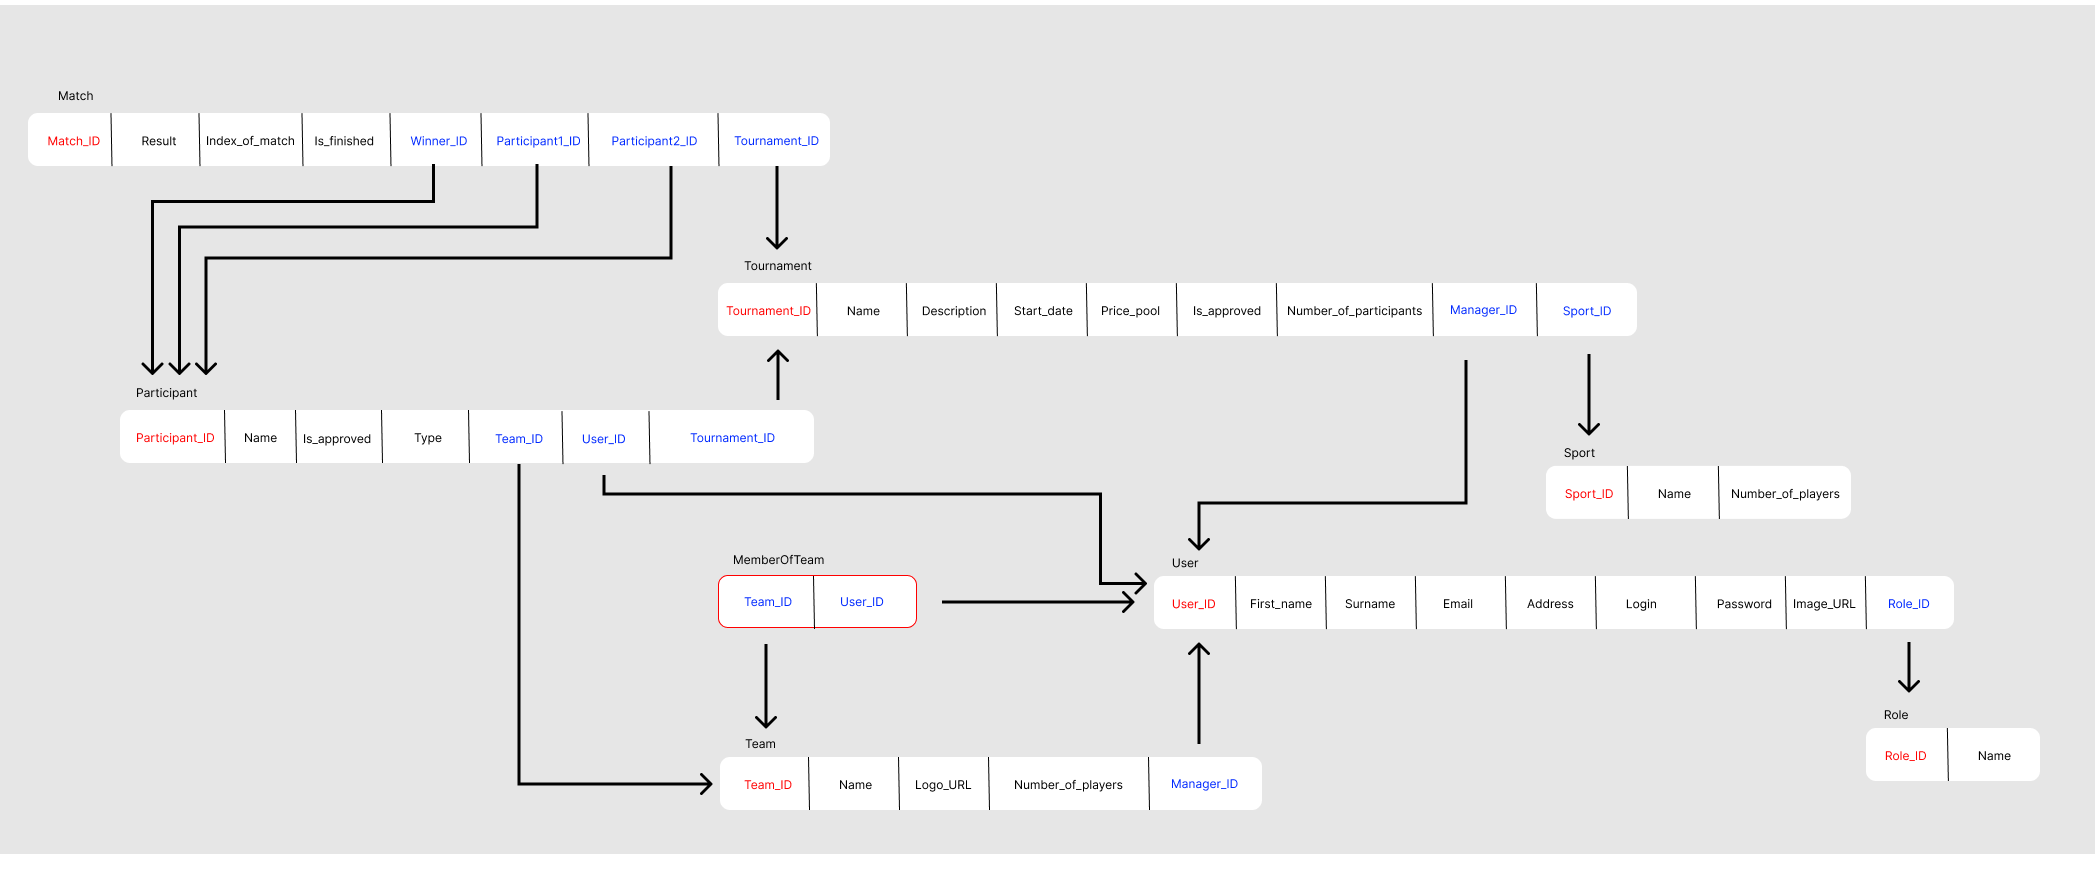 Match
Match_ID Result Index_of_match Is_finished Winner_ID Participant1_ID Participant2_ID Tournament_ID
Tournament
Tournament_ID Name Description Start_date Price_pool Is_approved Number_of_participants Manager_ID Sport_ID
Participant
Participant_ID Name Is_approved Type Team_ID User_ID Tournament_ID
Sport
Sport_ID Name Number_of_players
MemberOfTeam
Team_ID User_ID
User
User_ID First_name Surname Email Address Login Password Image_URL Role_ID
Role
Role_ID Name
Team
Team_ID Name Logo_URL Number_of_players Manager_ID